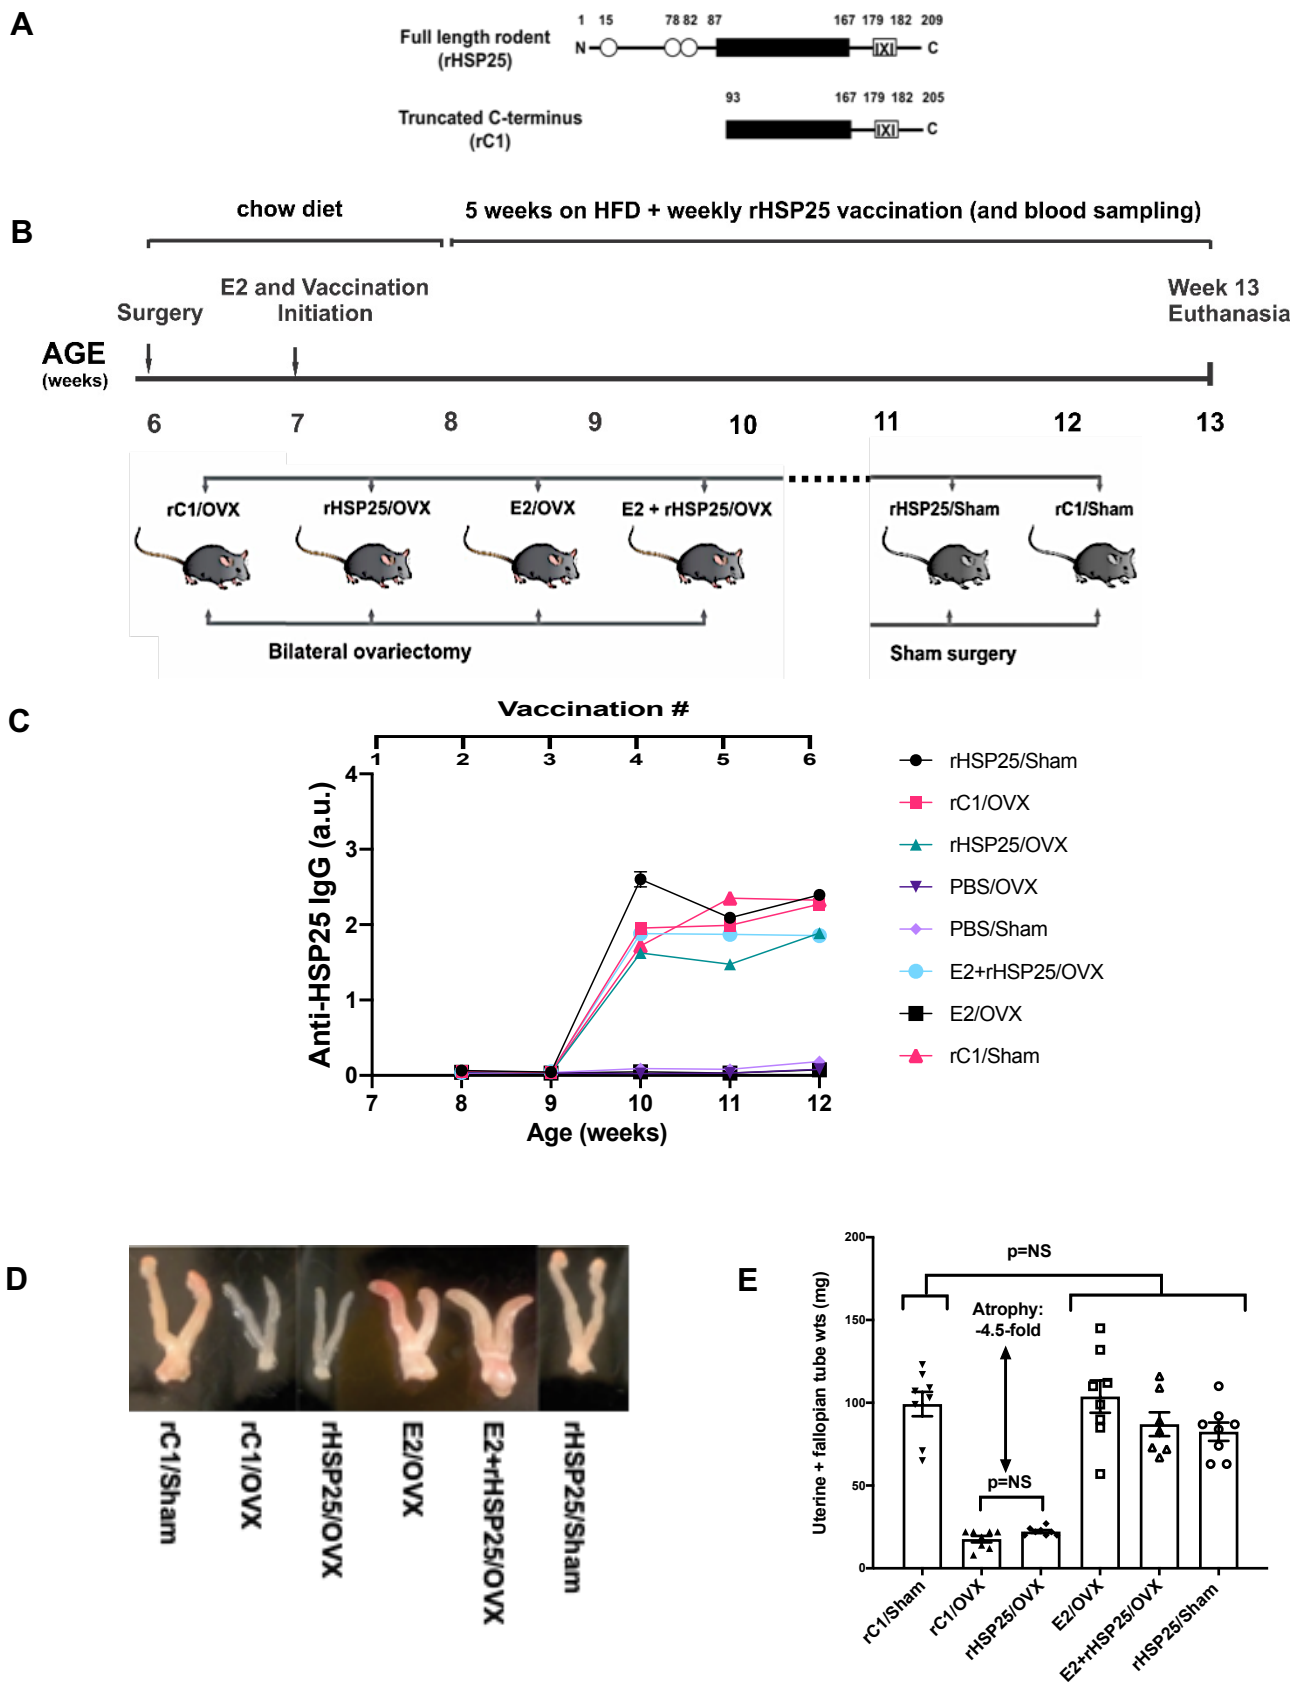 A
1 15 78 82 87 167 179 182 209
Full length rodent
(rHSP25)
N
IXI
C
93 167 179 182 205
Truncated C-terminus
(rC1)
IXI
C
B
chow diet
5 weeks on HFD + weekly rHSP25 vaccination (and blood sampling)
E2 and Vaccination
Initiation
Surgery
Week 13
Euthanasia
AGE
(weeks)
6 7 8 9 10 11 12 13
rC1/OVX rHSP25/OVX E2/OVX E2 + rHSP25/OVX rHSP25/Sham rC1/Sham
Bilateral ovariectomy
Sham surgery
C
Vaccination #
1 2 3 4 5 6
Anti-HSP25 IgG (a.u.)
4
3
2
1
0
7 8 9 10 11 12
Age (weeks)
rHSP25/Sham
rC1/OVX
rHSP25/OVX
PBS/OVX
PBS/Sham
E2+rHSP25/OVX
E2/OVX
rC1/Sham
D
rC1/Sham
rC1/OVX
rHSP25/OVX
E2/OVX
E2+rHSP25/OVX
rHSP25/Sham
E
Uterine + fallopian tube wts (mg)
200
150
100
50
0
p=NS
Atrophy:
-4.5-fold
p=NS
rC1/Sham
rC1/OVX
rHSP25/OVX
E2/OVX
E2+rHSP25/OVX
rHSP25/Sham